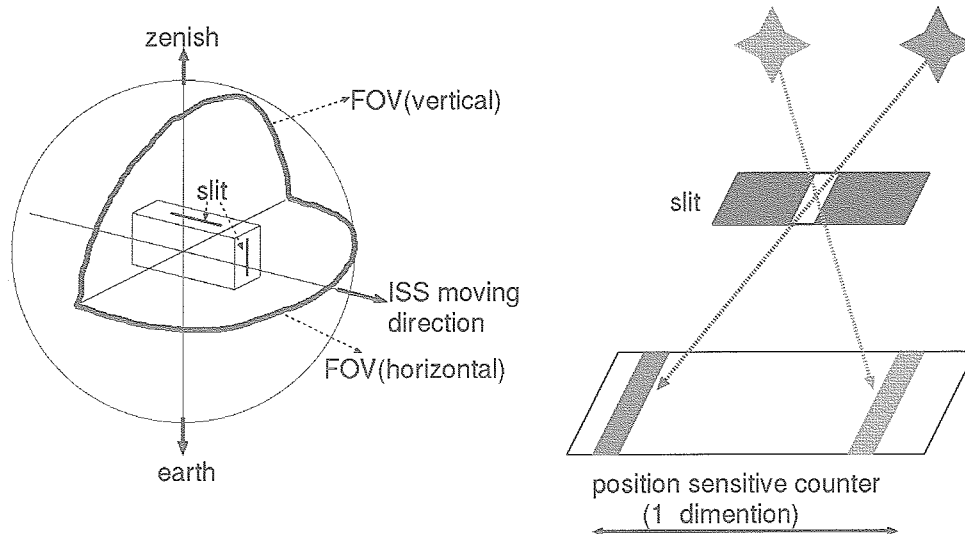 zenish
FOV(vertical)
slit
ISS moving
direction
FOV(horizontal)
earth
slit
position sensitive counter
(1 dimention)